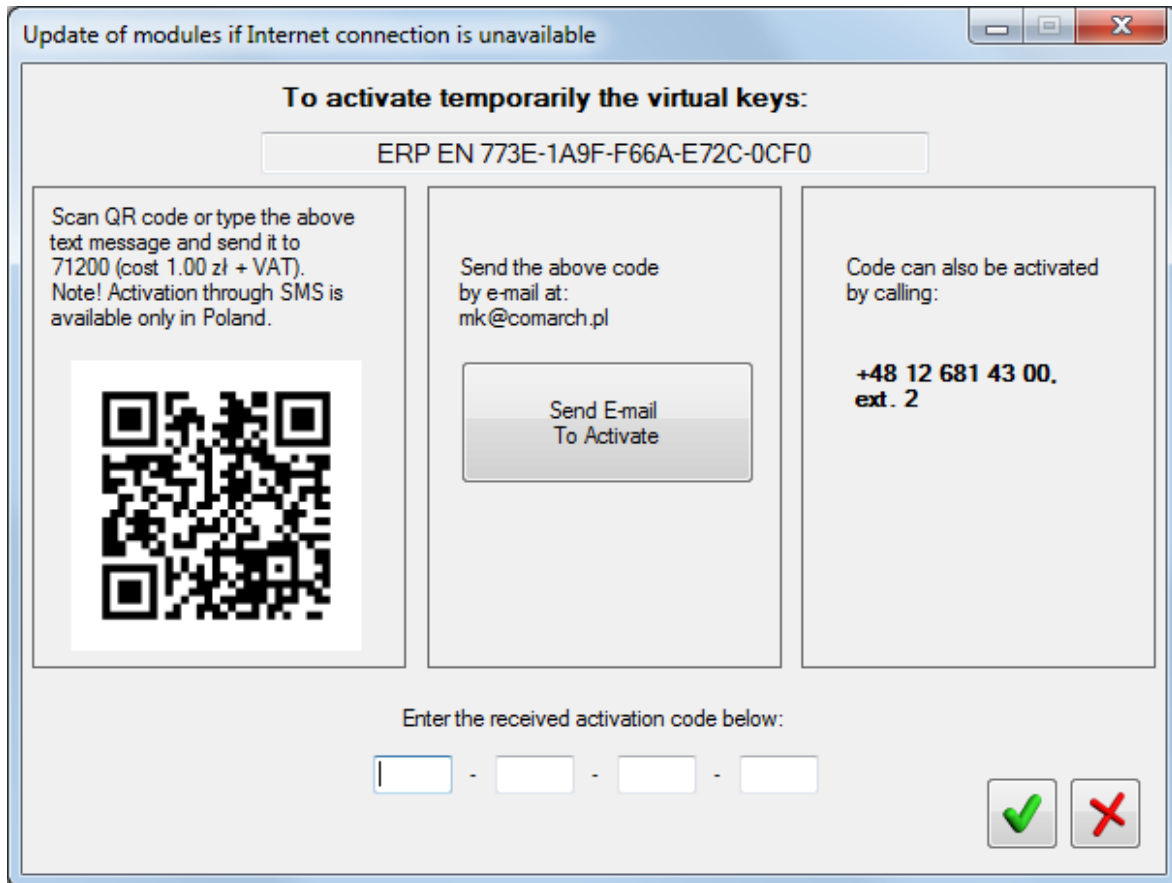 Update of modules if Internet connection is unavailable
To activate temporarily the virtual keys:
ERP EN 773E-1A9F-F66A-E72C-0CF0
Scan QR code or type the above
text message and send it to
71200 (cost 1.00 zł + VAT).
Note! Activation through SMS is
available only in Poland.
Send the above code
by e-mail at:
mk@comarch.pl
Send E-mail
To Activate
Code can also be activated
by calling:
+48 12 681 43 00,
ext. 2
Enter the received activation code below:
- - -